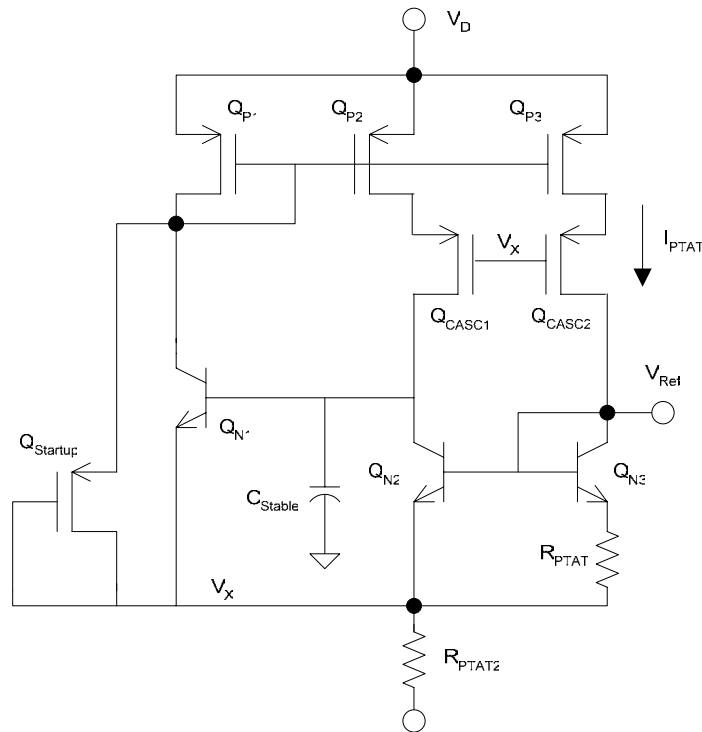 V_D
Q_P1 Q_P2 Q_P3
V_X I_PTAT
Q_CASC1 Q_CASC2
V_Ref
Q_N1
Q_Startup Q_N2 Q_N3
C_Stable
R_PTAT
V_X
R_PTAT2